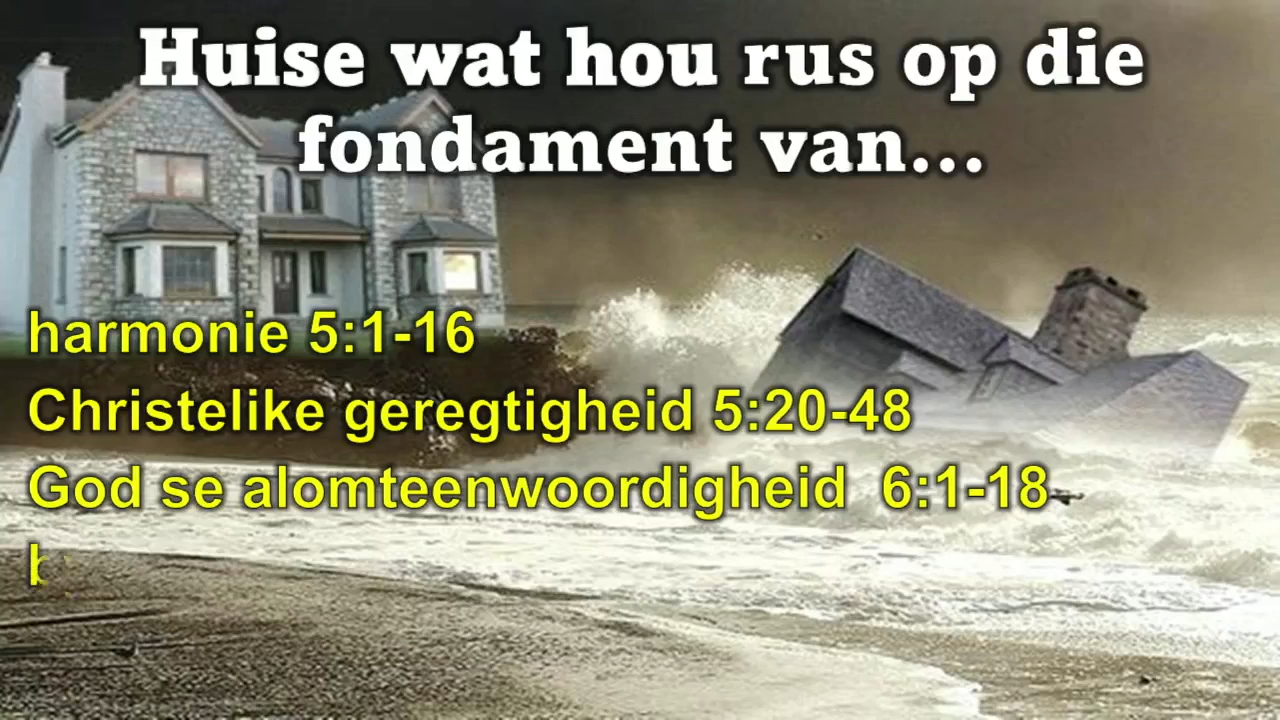 Huise wat hou rus op die
fondament van...
harmonie 5:1-16
Christelike geregtigheid 5:20-48
God se alomteenwoordigheid 6:1-18